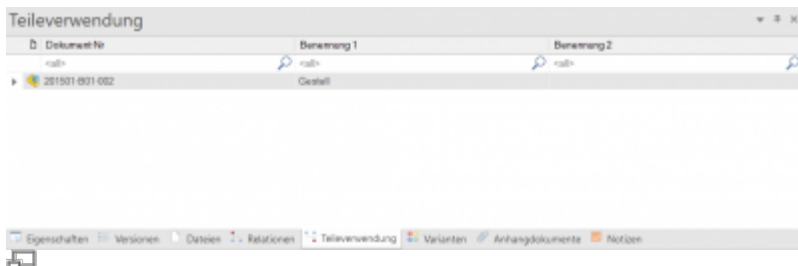 Teileverwendung
Dokument-Nr Benennung 1 Benennung 2
<all> <all> <all>
201501-B01-002 Gestell
Eigenschaften Versionen Dateien Relationen Teileverwendung Varianten Anhangdokumente Notizen